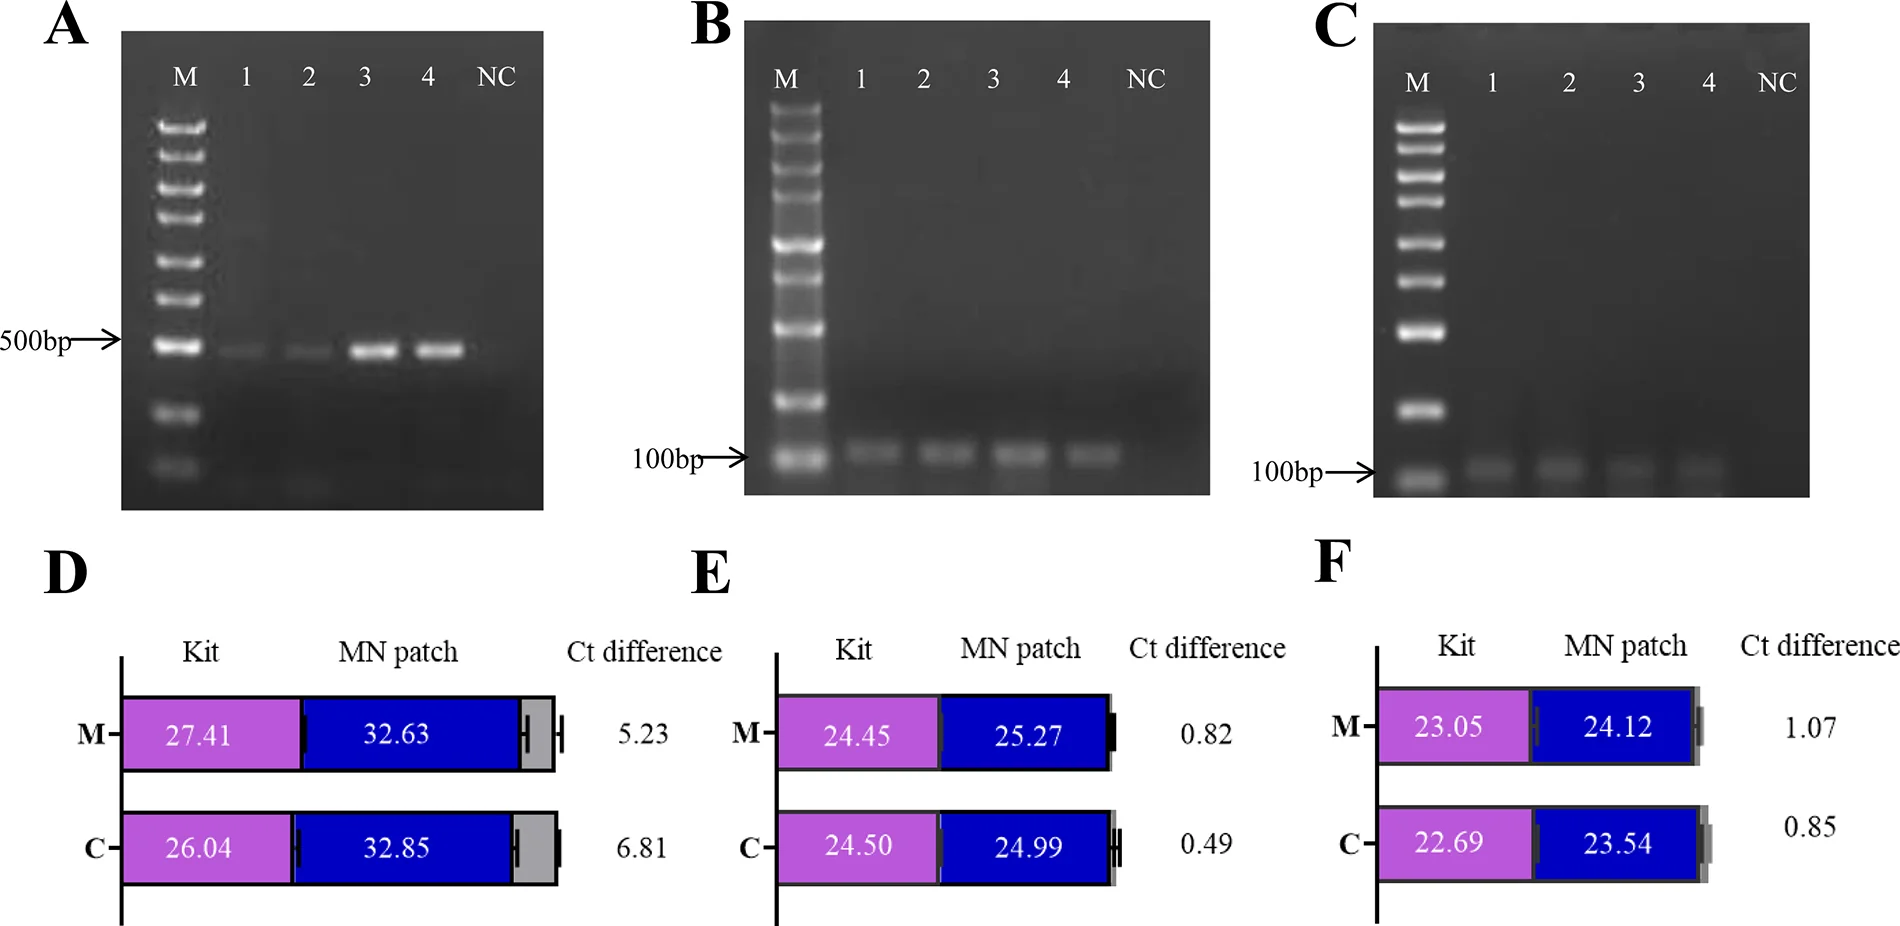 A
B
C
M 1 2 3 4 NC
M 1 2 3 4 NC
M 1 2 3 4 NC
500bp
100bp
100bp
D
E
F
Kit MN patch Ct difference
M 27.41 32.63 5.23
C 26.04 32.85 6.81
Kit MN patch Ct difference
M 24.45 25.27 0.82
C 24.50 24.99 0.49
Kit MN patch Ct difference
M 23.05 24.12 1.07
C 22.69 23.54 0.85